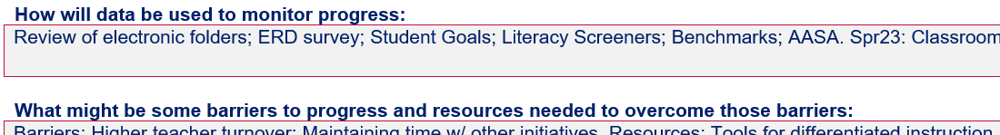 How will data be used to monitor progress:
Review of electronic folders; ERD survey; Student Goals; Literacy Screeners; Benchmarks; AASA. Spr23: Classroom
What might be some barriers to progress and resources needed to overcome those barriers:
Barriers: Higher teacher turnover; Maintaining time w/ other initiatives. Resources: Tools for differentiated instruction